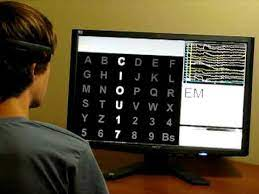 A B C D E F
G H I J K L
M N O P Q R
S T U V W X
Y Z 1 2 3 4
5 6 7 8 9 Bs
EM